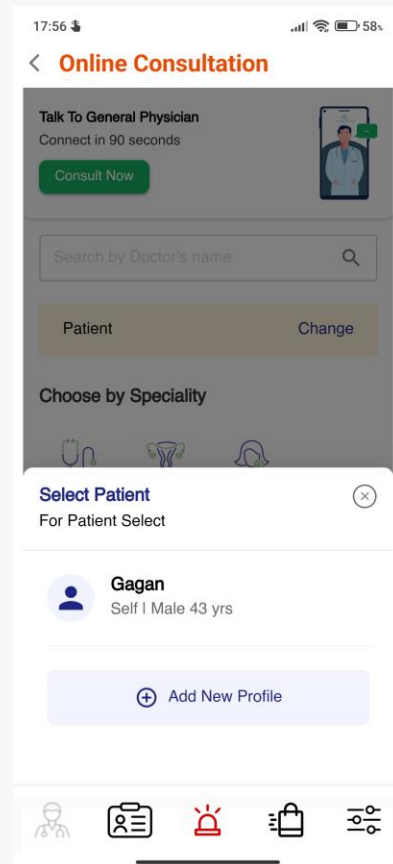 17:56 58%
Online Consultation
Talk To General Physician
Connect in 90 seconds
Consult Now
Search by Doctor's name
Patient Change
Choose by Speciality
Select Patient
For Patient Select
Gagan
Self | Male 43 yrs
Add New Profile